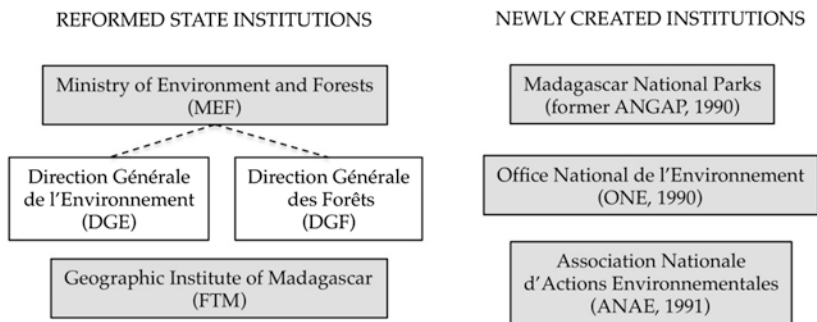 REFORMED STATE INSTITUTIONS
Ministry of Environment and Forests
(MEF)
Direction Générale
de l'Environnement
(DGE)
Direction Générale
des Forêts
(DGF)
Geographic Institute of Madagascar
(FTM)
NEWLY CREATED INSTITUTIONS
Madagascar National Parks
(former ANGAP, 1990)
Office National de l'Environnement
(ONE, 1990)
Association Nationale
d'Actions Environnementales
(ANAE, 1991)